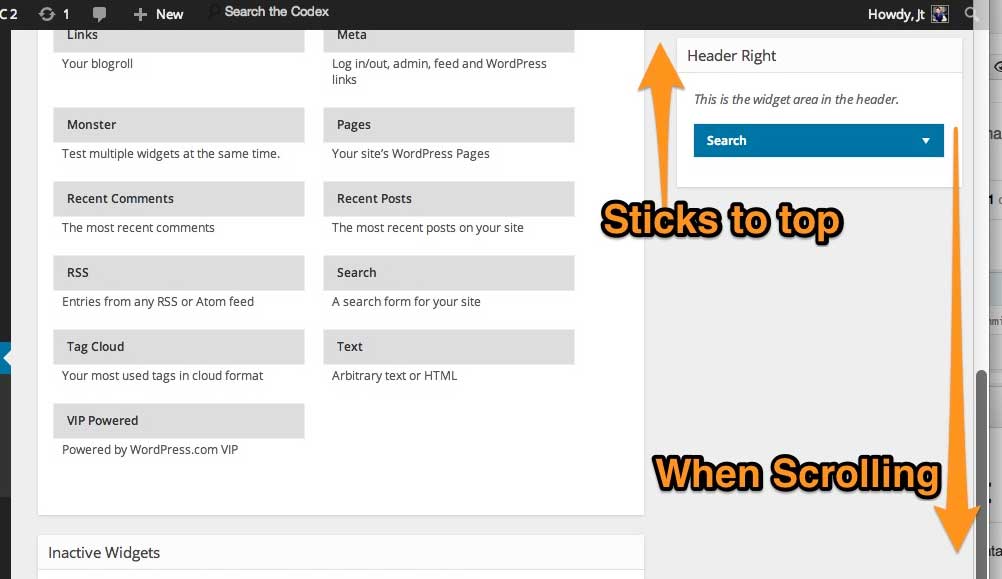 C 2
1
New
Search the Codex
Howdy, Jt
Links
Meta
Your blogroll
Log in/out, admin, feed and WordPress
links
Monster
Pages
Test multiple widgets at the same time.
Your site's WordPress Pages
Recent Comments
Recent Posts
The most recent comments
The most recent posts on your site
RSS
Search
Entries from any RSS or Atom feed
A search form for your site
Tag Cloud
Text
Your most used tags in cloud format
Arbitrary text or HTML
VIP Powered
Powered by WordPress.com VIP
Inactive Widgets
Header Right
This is the widget area in the header.
Search
Sticks to top
When Scrolling